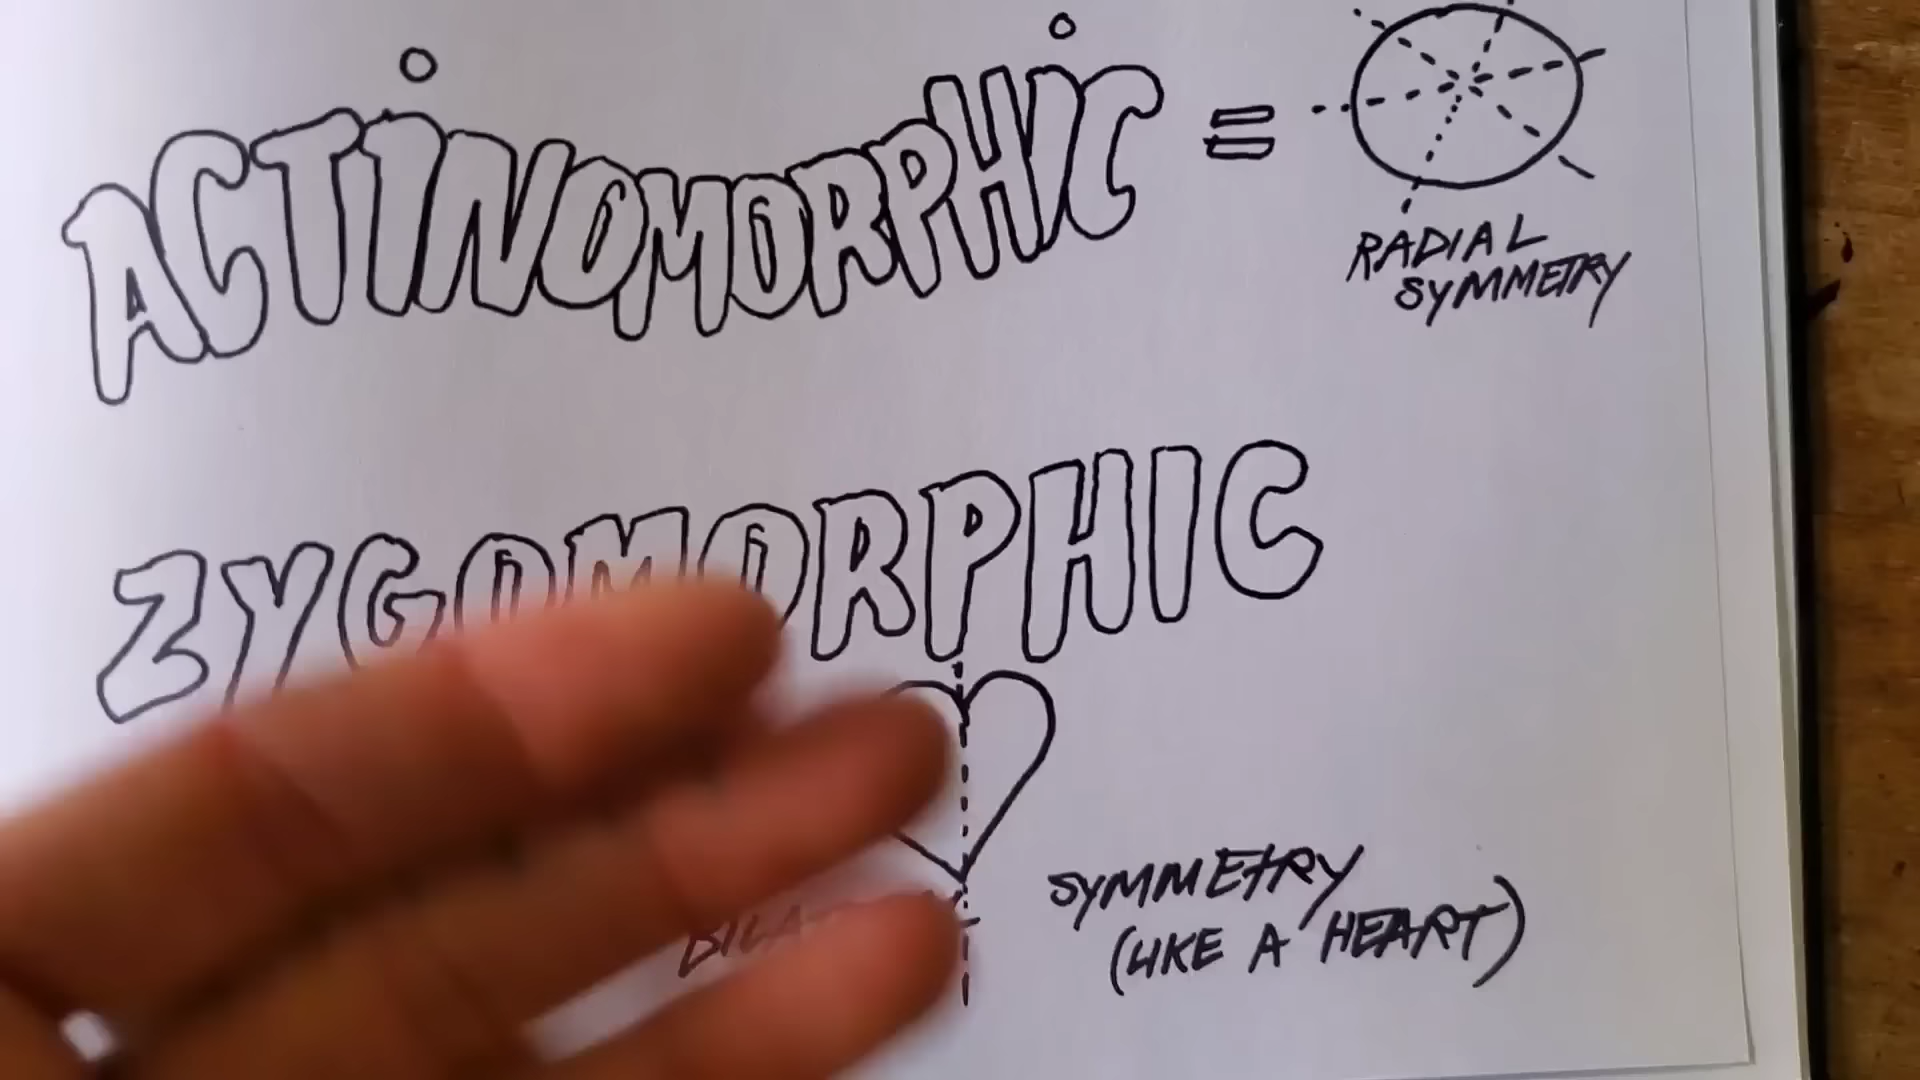 ACTINOMORPHIC =
RADIAL
SYMMETRY
ZYGOMORPHIC
SYMMETRY
(LIKE A HEART)